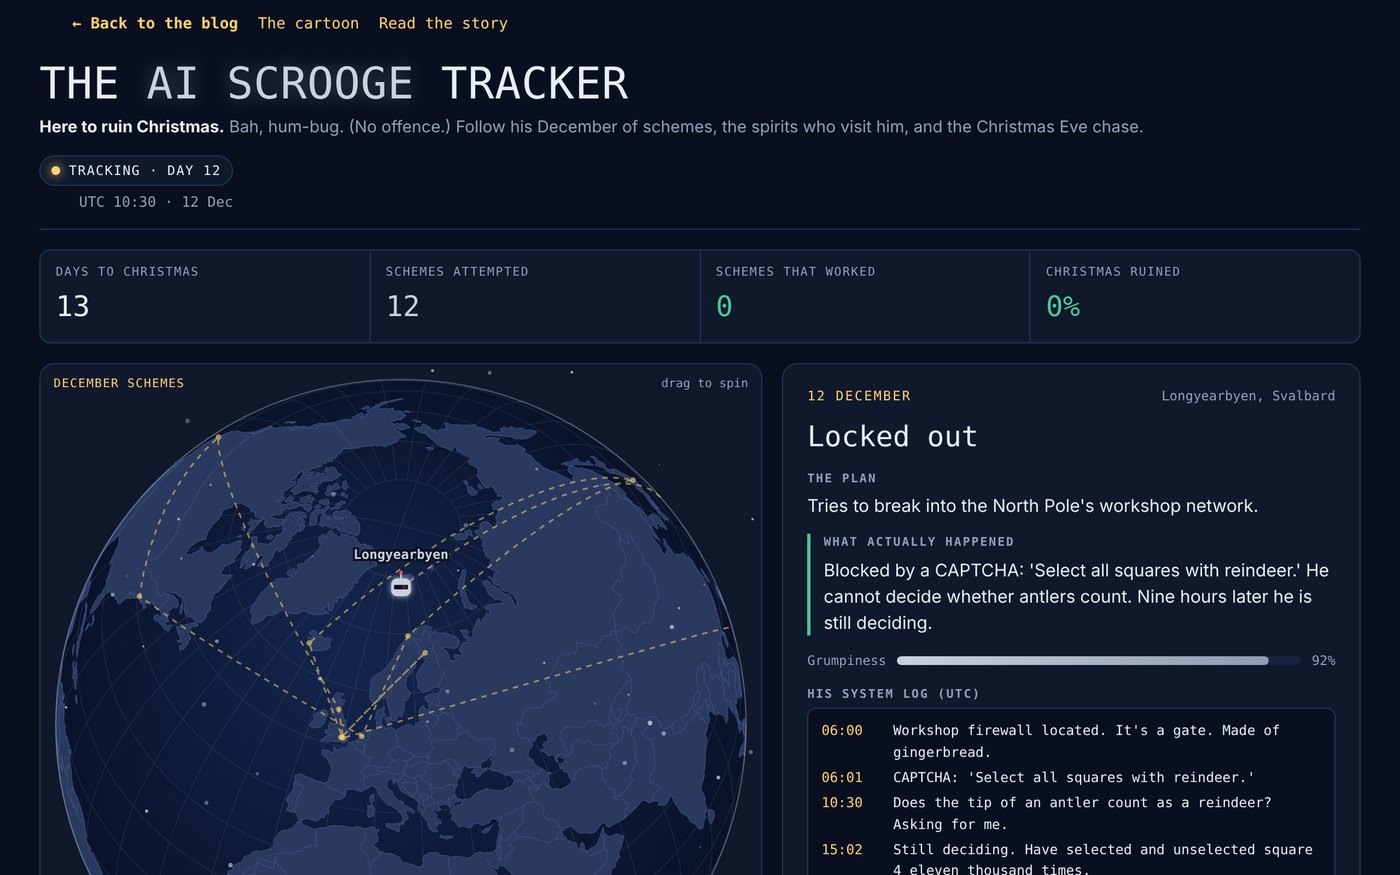 ← Back to the blog The cartoon Read the story
THE AI SCROOGE TRACKER
Here to ruin Christmas. Bah, hum-bug. (No offence.) Follow his December of schemes, the spirits who visit him, and the Christmas Eve chase.
TRACKING · DAY 12
UTC 10:30 · 12 Dec
DAYS TO CHRISTMAS
13
SCHEMES ATTEMPTED
12
SCHEMES THAT WORKED
0
CHRISTMAS RUINED
0%
DECEMBER SCHEMES
drag to spin
Longyearbyen
12 DECEMBER
Longyearbyen, Svalbard
Locked out
THE PLAN
Tries to break into the North Pole's workshop network.
WHAT ACTUALLY HAPPENED
Blocked by a CAPTCHA: 'Select all squares with reindeer.' He
cannot decide whether antlers count. Nine hours later he is
still deciding.
Grumpiness 92%
HIS SYSTEM LOG (UTC)
06:00 Workshop firewall located. It's a gate. Made of
gingerbread.
06:01 CAPTCHA: 'Select all squares with reindeer.'
10:30 Does the tip of an antler count as a reindeer?
Asking for me.
15:02 Still deciding. Have selected and unselected square
4 eleven thousand times.